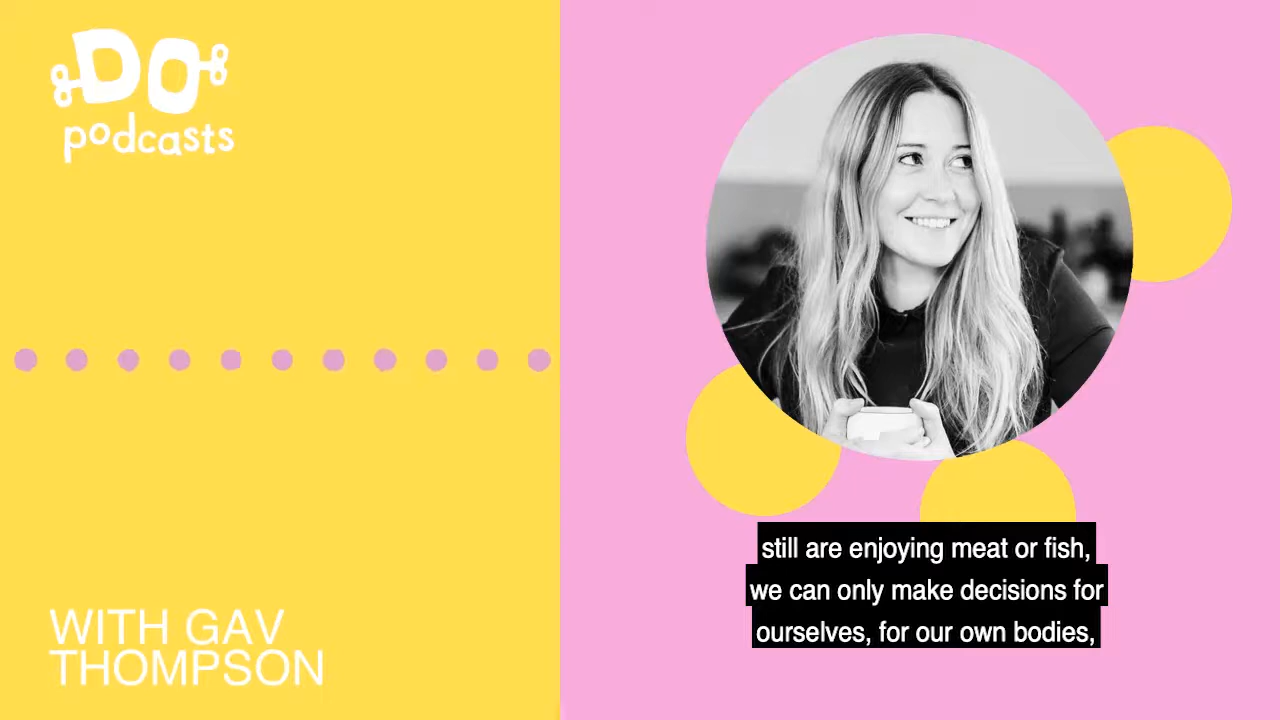 DO
podcasts
WITH GAV
THOMPSON
still are enjoying meat or fish,
we can only make decisions for
ourselves, for our own bodies,